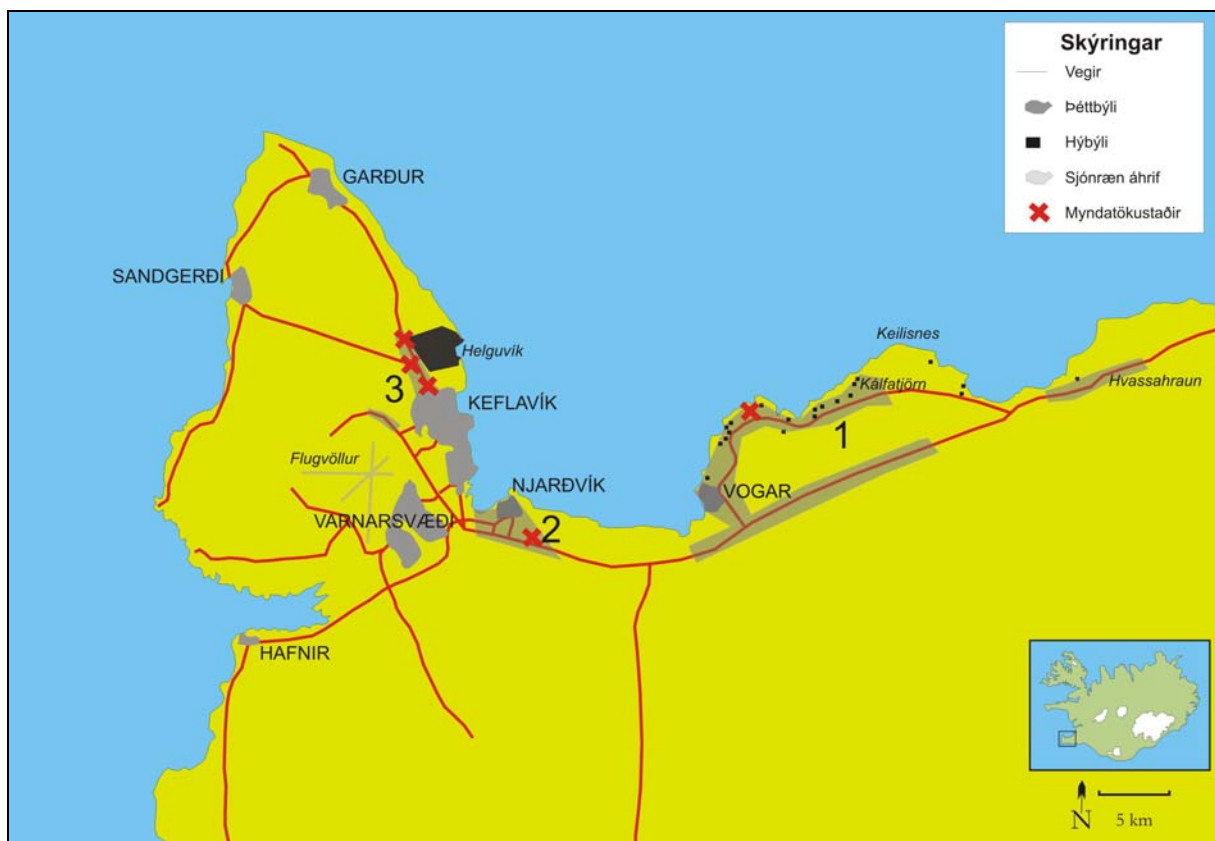 Skýringar
Vegir
Þéttbýli
Hýbýli
Sjónræn áhrif
Myndatökustaðir
GARÐUR
SANDGERÐI
Helguvík
3
KEFLAVÍK
Keilisnes
Kálfatjörn
Hvassahraun
1
Flugvöllur
NJARÐVÍK
VOGAR
VARNARSVÆÐI
2
HAFNIR
N
5 km